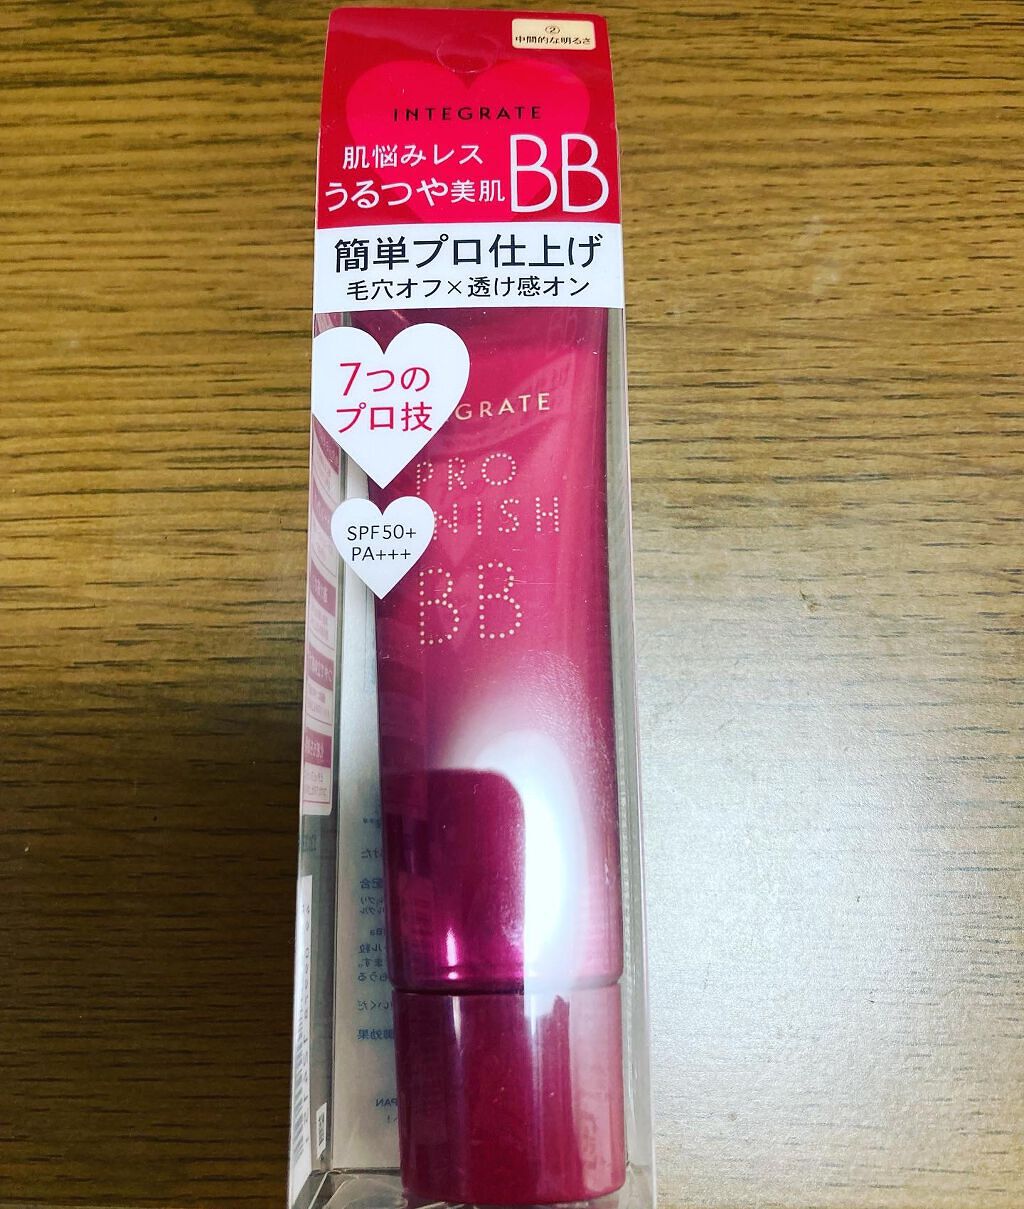 ②
中間的な明るさ
INTEGRATE
肌悩みレス
うるつや美肌 BB
簡単プロ仕上げ
毛穴オフ×透け感オン
7つの
プロ技
GRATE
PRO
NISH
SPF50+
PA+++
BB